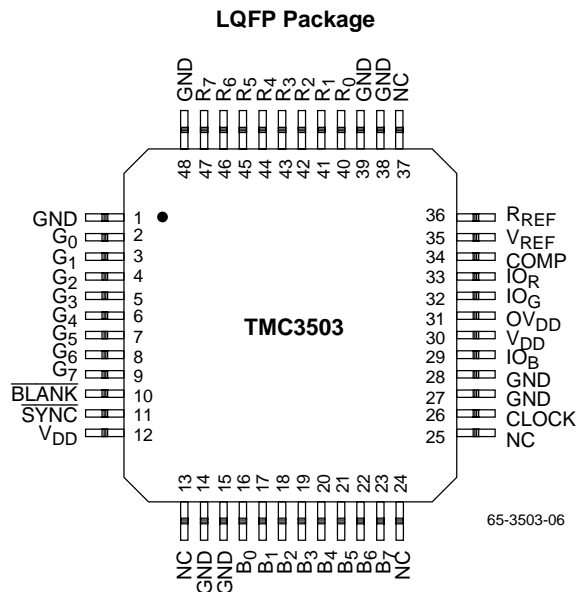 LQFP Package
GND R7 R6 R5 R4 R3 R2 R1 R0 GND GND NC
48 47 46 45 44 43 42 41 40 39 38 37
GND 1
G0 2
G1 3
G2 4
G3 5
G4 6
G5 7
G6 8
G7 9
BLANK 10
SYNC 11
VDD 12
TMC3503
36 RREF
35 VREF
34 COMP
33 IOR
32 IOG
31 OVDD
30 VDD
29 IOB
28 GND
27 GND
26 CLOCK
25 NC
13 14 15 16 17 18 19 20 21 22 23 24
NC GND GND B0 B1 B2 B3 B4 B5 B6 B7 NC
65-3503-06